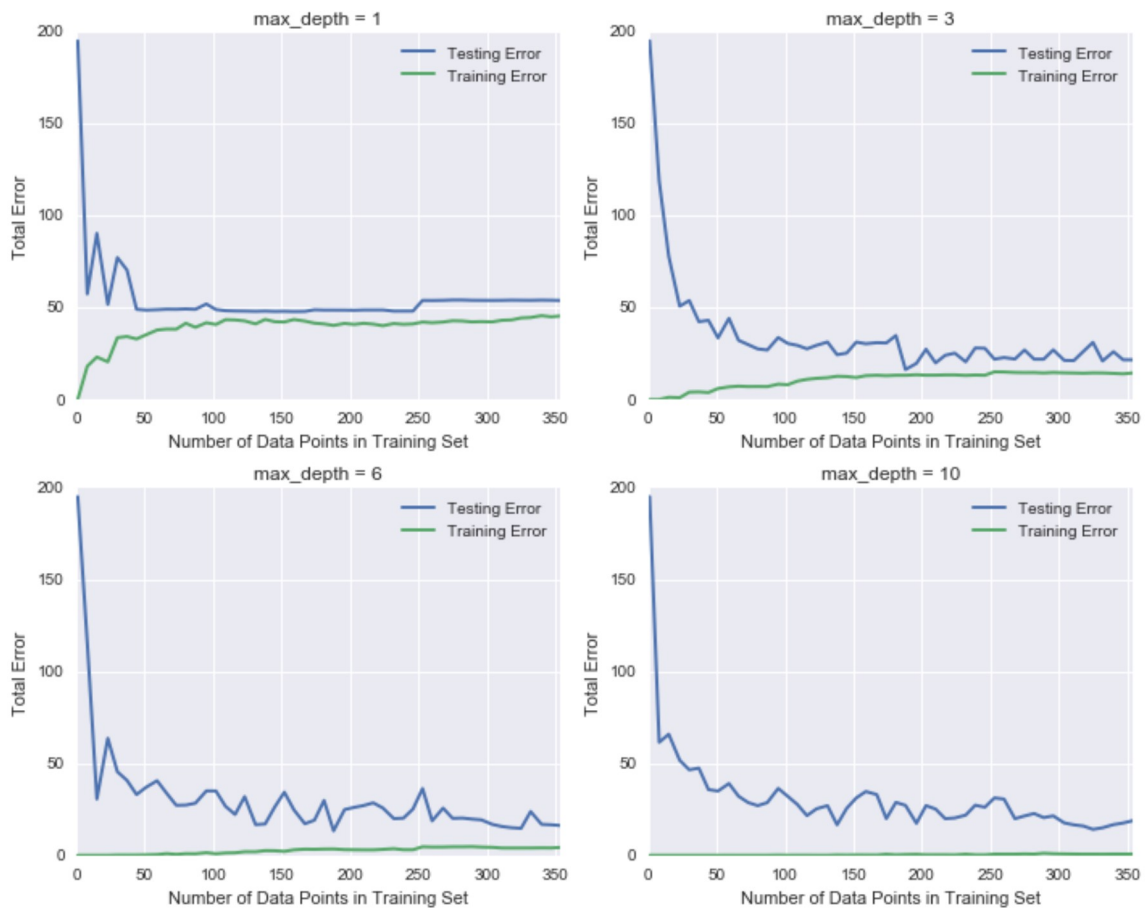 max_depth = 1
200
150
100
50
0
Total Error
Testing Error
Training Error
0 50 100 150 200 250 300 350
Number of Data Points in Training Set
max_depth = 3
200
150
100
50
0
Total Error
Testing Error
Training Error
0 50 100 150 200 250 300 350
Number of Data Points in Training Set
max_depth = 6
200
150
100
50
0
Total Error
Testing Error
Training Error
0 50 100 150 200 250 300 350
Number of Data Points in Training Set
max_depth = 10
200
150
100
50
0
Total Error
Testing Error
Training Error
0 50 100 150 200 250 300 350
Number of Data Points in Training Set